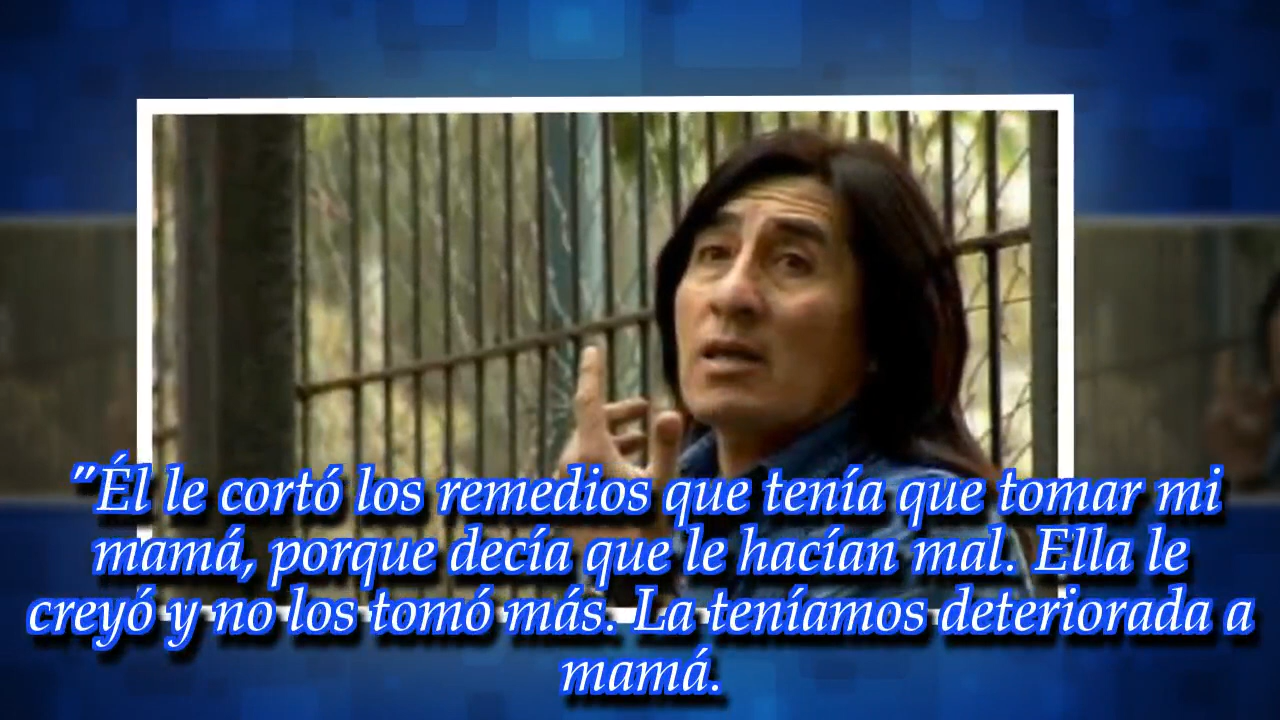 "Él le cortó los remedios que tenía que tomar mi
mamá, porque decía que le hacían mal. Ella le
creyó y no los tomó más. La teníamos deteriorada a
mamá.